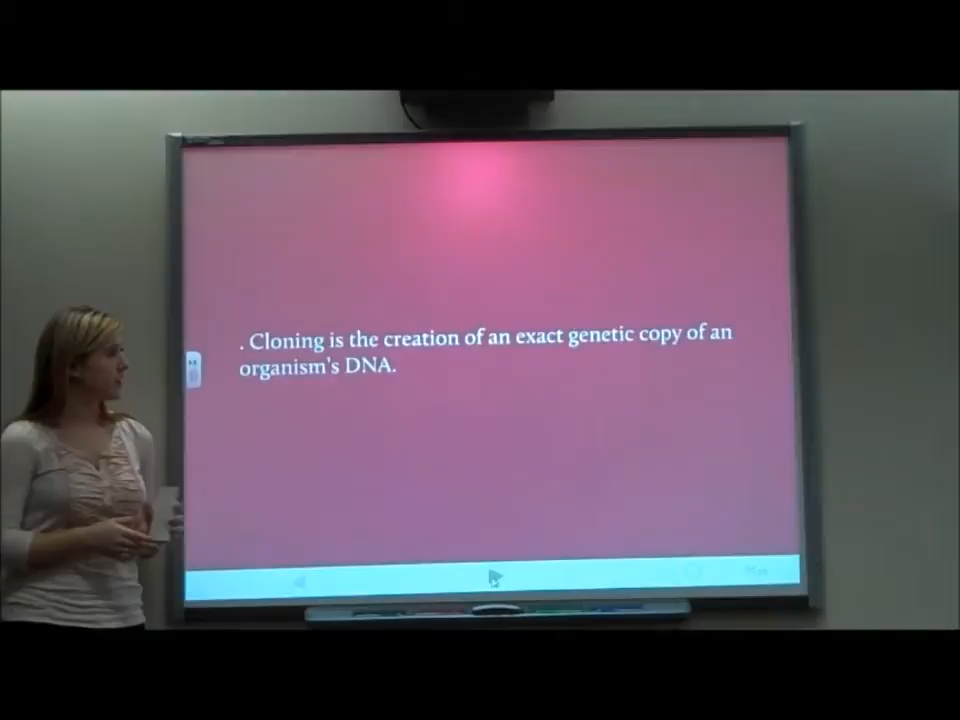 . Cloning is the creation of an exact genetic copy of an
organism's DNA.